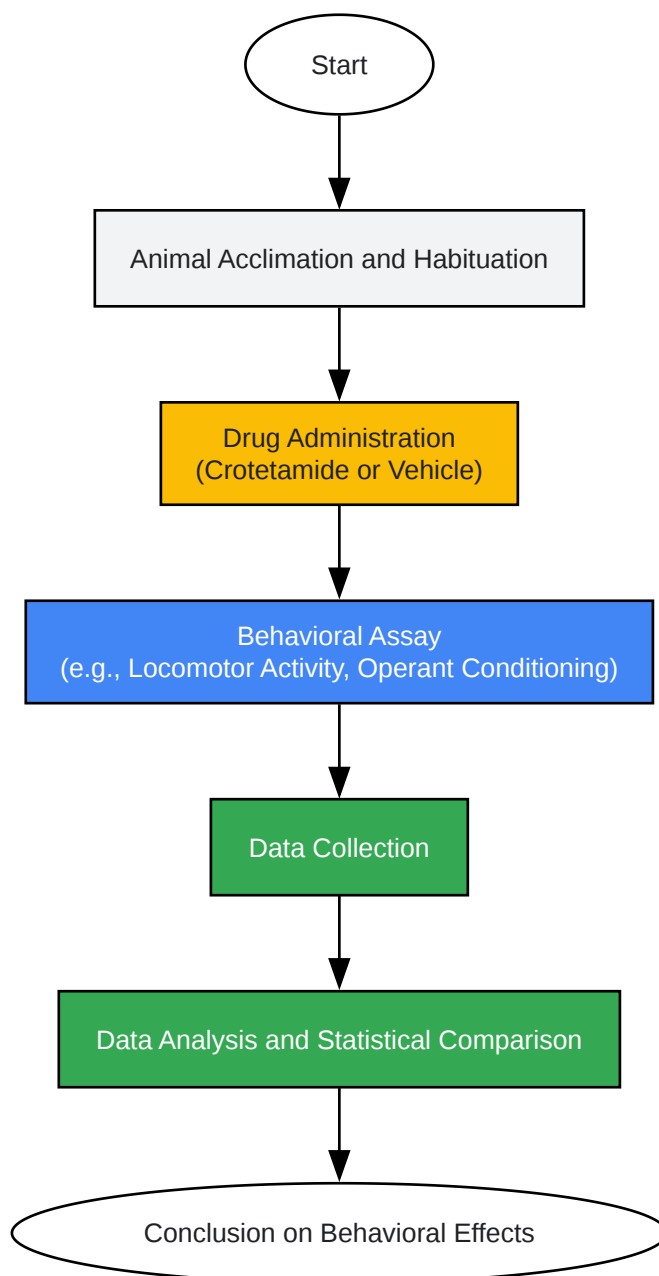 Start
Animal Acclimation and Habituation
Drug Administration
(Crotetamide or Vehicle)
Behavioral Assay
(e.g., Locomotor Activity, Operant Conditioning)
Data Collection
Data Analysis and Statistical Comparison
Conclusion on Behavioral Effects